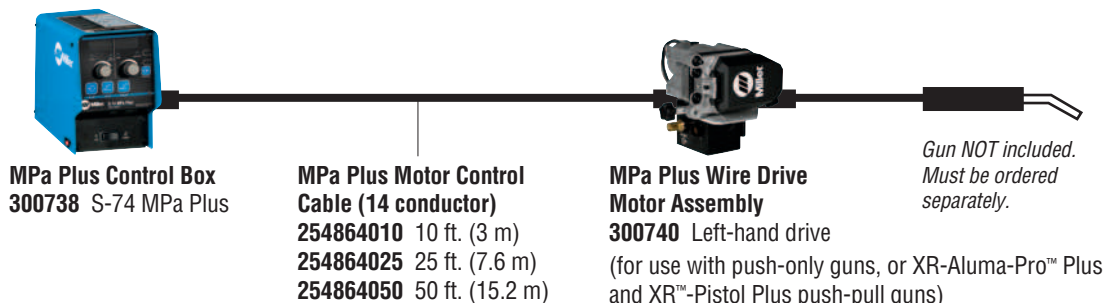 Miller
Miller
Miller
MPa Plus Control Box
300738 S-74 MPa Plus
MPa Plus Motor Control
Cable (14 conductor)
254864010 10 ft. (3 m)
254864025 25 ft. (7.6 m)
254864050 50 ft. (15.2 m)
MPa Plus Wire Drive
Motor Assembly
300740 Left-hand drive
(for use with push-only guns, or XR-Aluma-Pro™ Plus
and XR™-Pistol Plus push-pull guns)
Gun NOT included.
Must be ordered
separately.